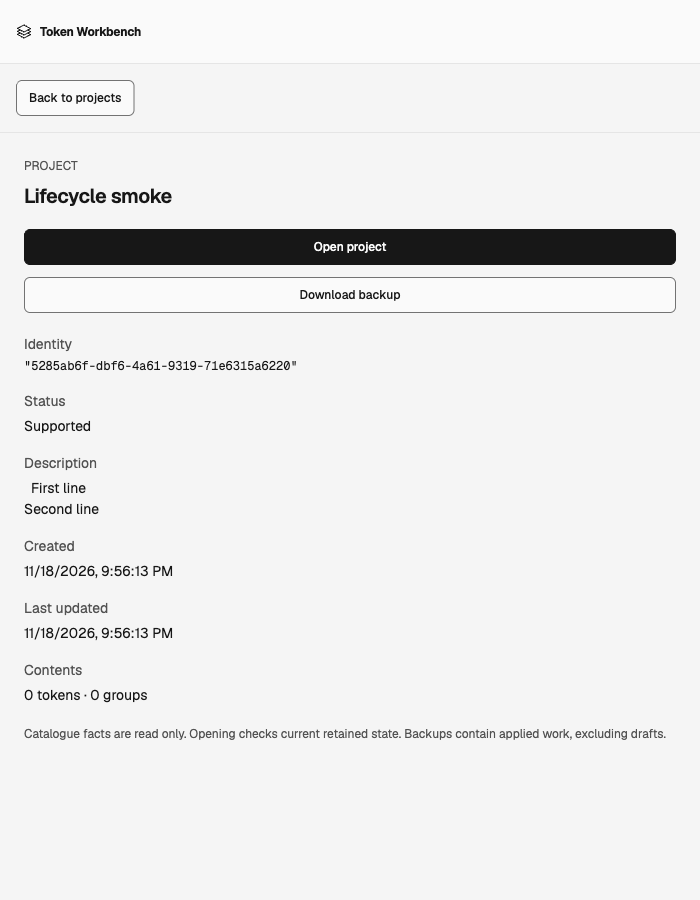 Token Workbench
Back to projects
PROJECT
Lifecycle smoke
Open project
Download backup
Identity
"5285ab6f-dbf6-4a61-9319-71e6315a6220"
Status
Supported
Description
First line
Second line
Created
11/18/2026, 9:56:13 PM
Last updated
11/18/2026, 9:56:13 PM
Contents
0 tokens · 0 groups
Catalogue facts are read only. Opening checks current retained state. Backups contain applied work, excluding drafts.